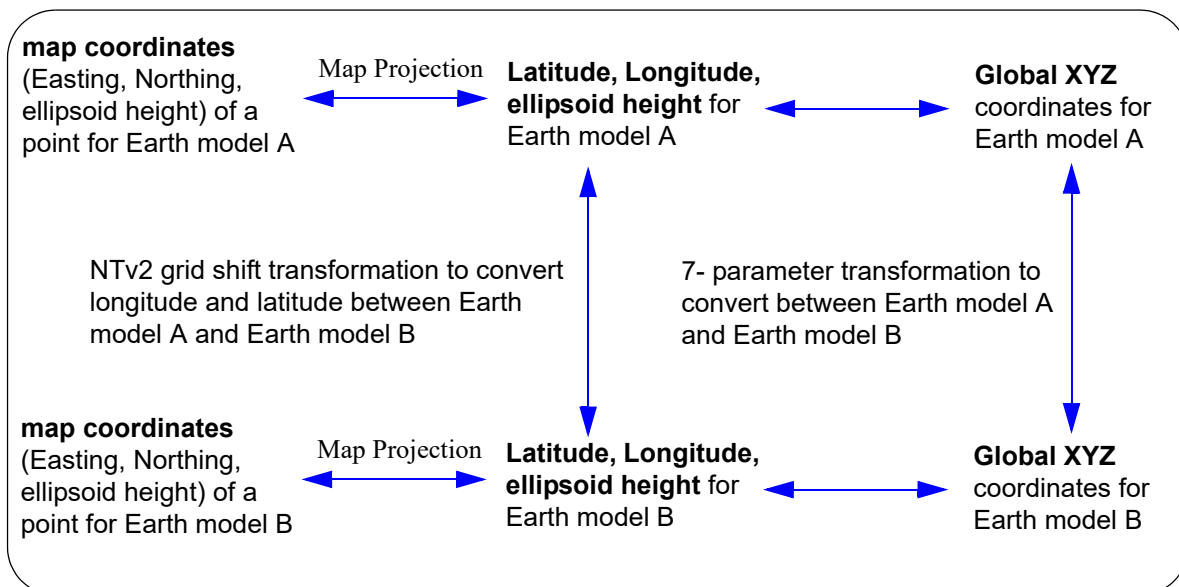 map coordinates
(Easting, Northing,
ellipsoid height) of a
point for Earth model A
Map Projection
Latitude, Longitude,
ellipsoid height for
Earth model A
Global XYZ
coordinates for
Earth model A
NTv2 grid shift transformation to convert
longitude and latitude between Earth
model A and Earth model B
7- parameter transformation to
convert between Earth model A
and Earth model B
map coordinates
(Easting, Northing,
ellipsoid height) of a
point for Earth model B
Map Projection
Latitude, Longitude,
ellipsoid height for
Earth model B
Global XYZ
coordinates for
Earth model B